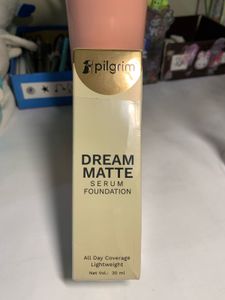 pilgrim
DREAM
MATTE
SERUM
FOUNDATION
All Day Coverage
Lightweight
Net Vol.: 30 ml